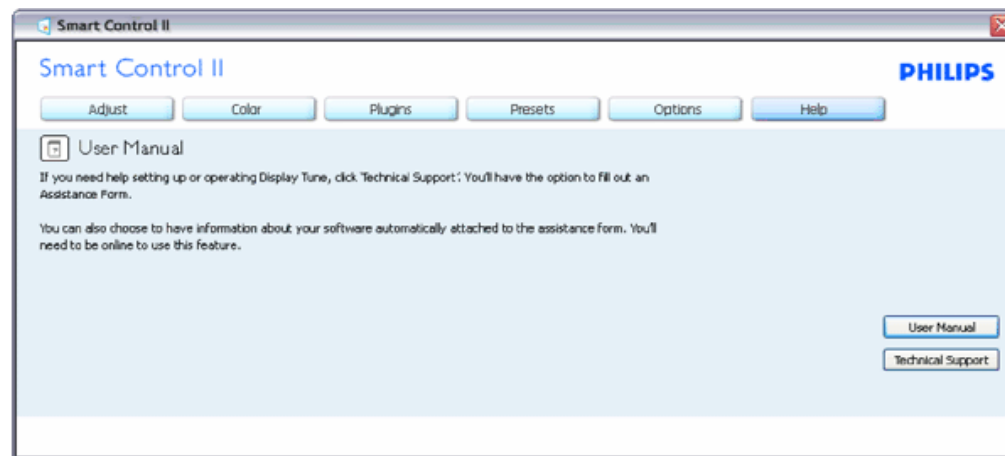 Smart Control II
Smart Control II
PHILIPS
Adjust Color Plugins Presets Options Help
User Manual
If you need help setting up or operating Display Tune, click 'Technical Support'. You'll have the option to fill out an
Assistance Form.
You can also choose to have information about your software automatically attached to the assistance form. You'll
need to be online to use this feature.
User Manual
Technical Support